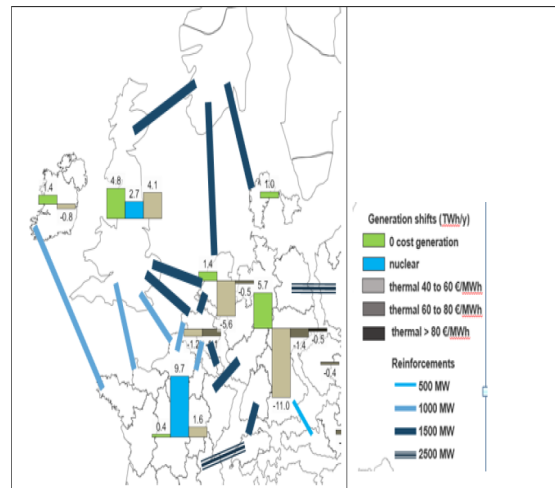 1.4
-0.8
4.8
2.7
4.1
1.0
1.4
-0.5
-5.6
5.7
-1.2
-1.4
-0.5
-0.4
9.7
0.4
1.6
-11.0
Generation shifts (TWh/y)
0 cost generation
nuclear
thermal 40 to 60 €/MWh
thermal 60 to 80 €/MWh
thermal > 80 €/MWh
Reinforcements
500 MW
1000 MW
1500 MW
2500 MW